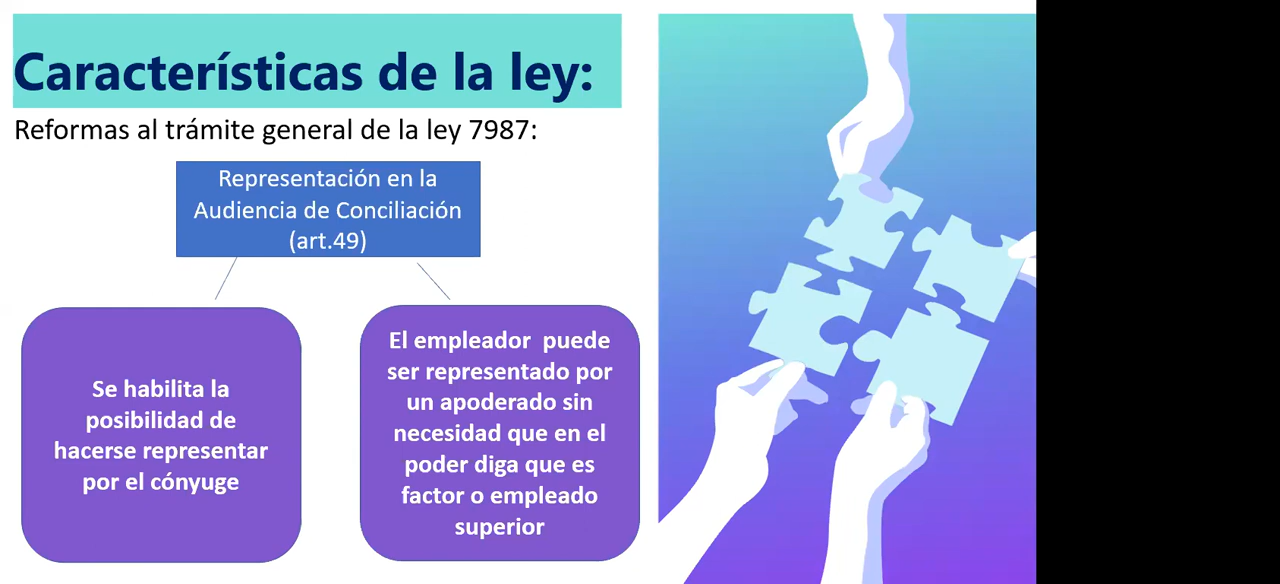 Características de la ley:
Reformas al trámite general de la ley 7987:
Representación en la
Audiencia de Conciliación
(art.49)
Se habilita la
posibilidad de
hacerse representar
por el cónyuge
El empleador puede
ser representado por
un apoderado sin
necesidad que en el
poder diga que es
factor o empleado
superior